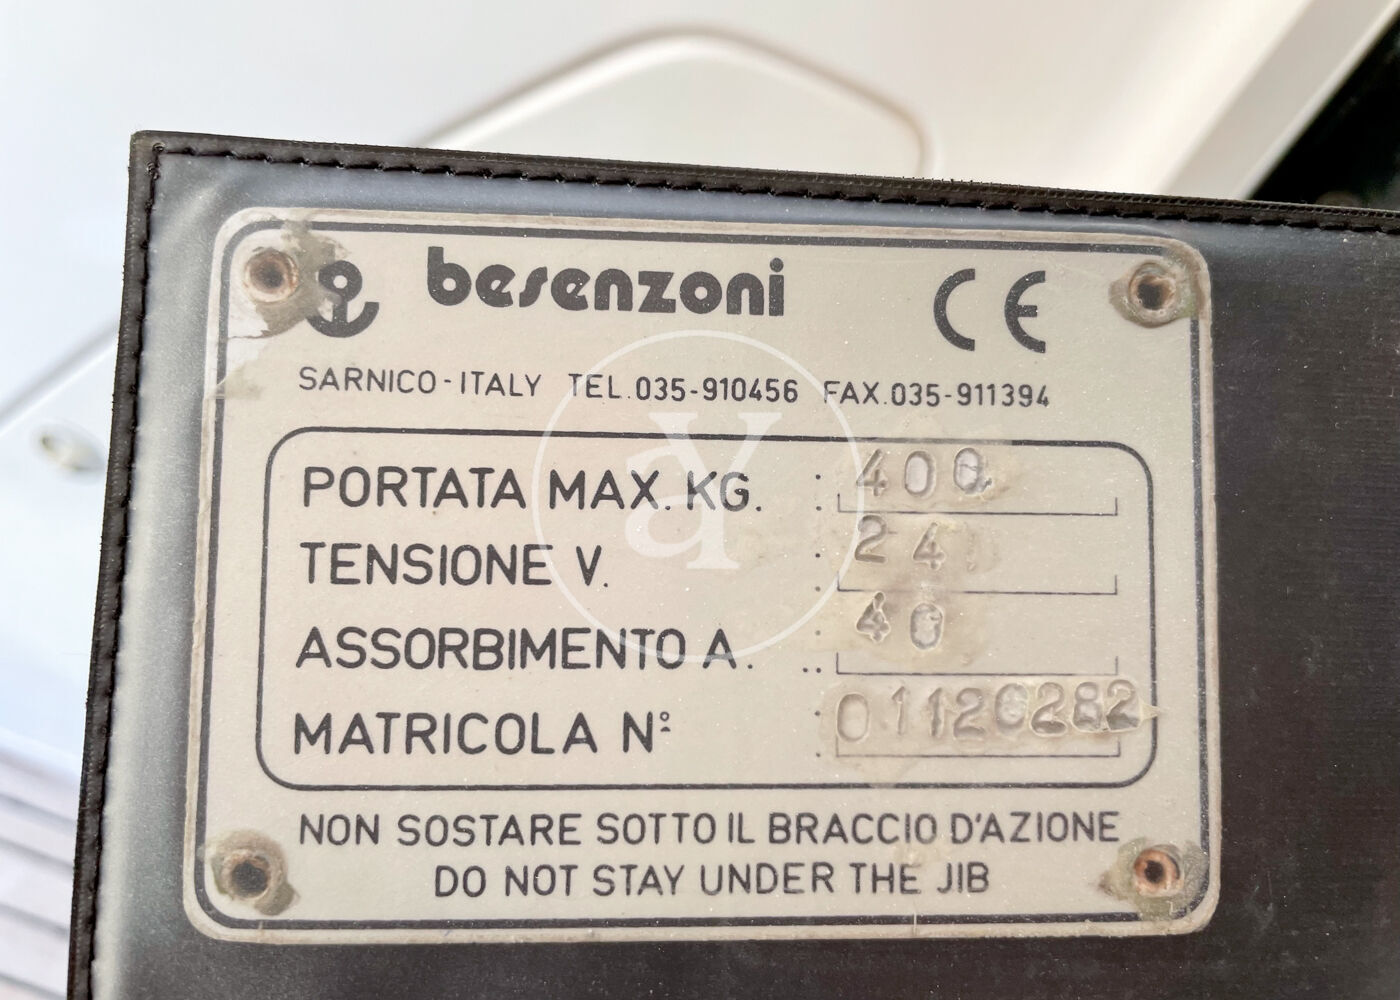 besenzoni CE
SARNICO-ITALY TEL.035-910456 FAX.035-911394
PORTATA MAX. KG. : 400
TENSIONE V. : 24
ASSORBIMENTO A. : 40
MATRICOLA Nº : 01120282
NON SOSTARE SOTTO IL BRACCIO D'AZIONE
DO NOT STAY UNDER THE JIB